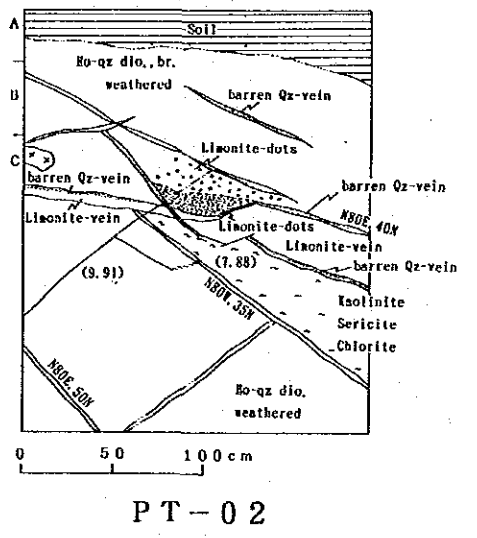 A
Soil
Ho-qz dio., br.
weathered
B
barren Qz-vein
Limonite-dots
C
x x
barren Qz-vein
barren Qz-vein
N80E, 40N
Limonite-vein
Limonite-dots
Limonite-vein
(9.91)
(7.88)
barren Qz-vein
N80W, 35N
Kaolinite
Sericite
Chlorite
N80E, 50N
Ho-qz dio.
weathered
0 50 100cm
PT-02